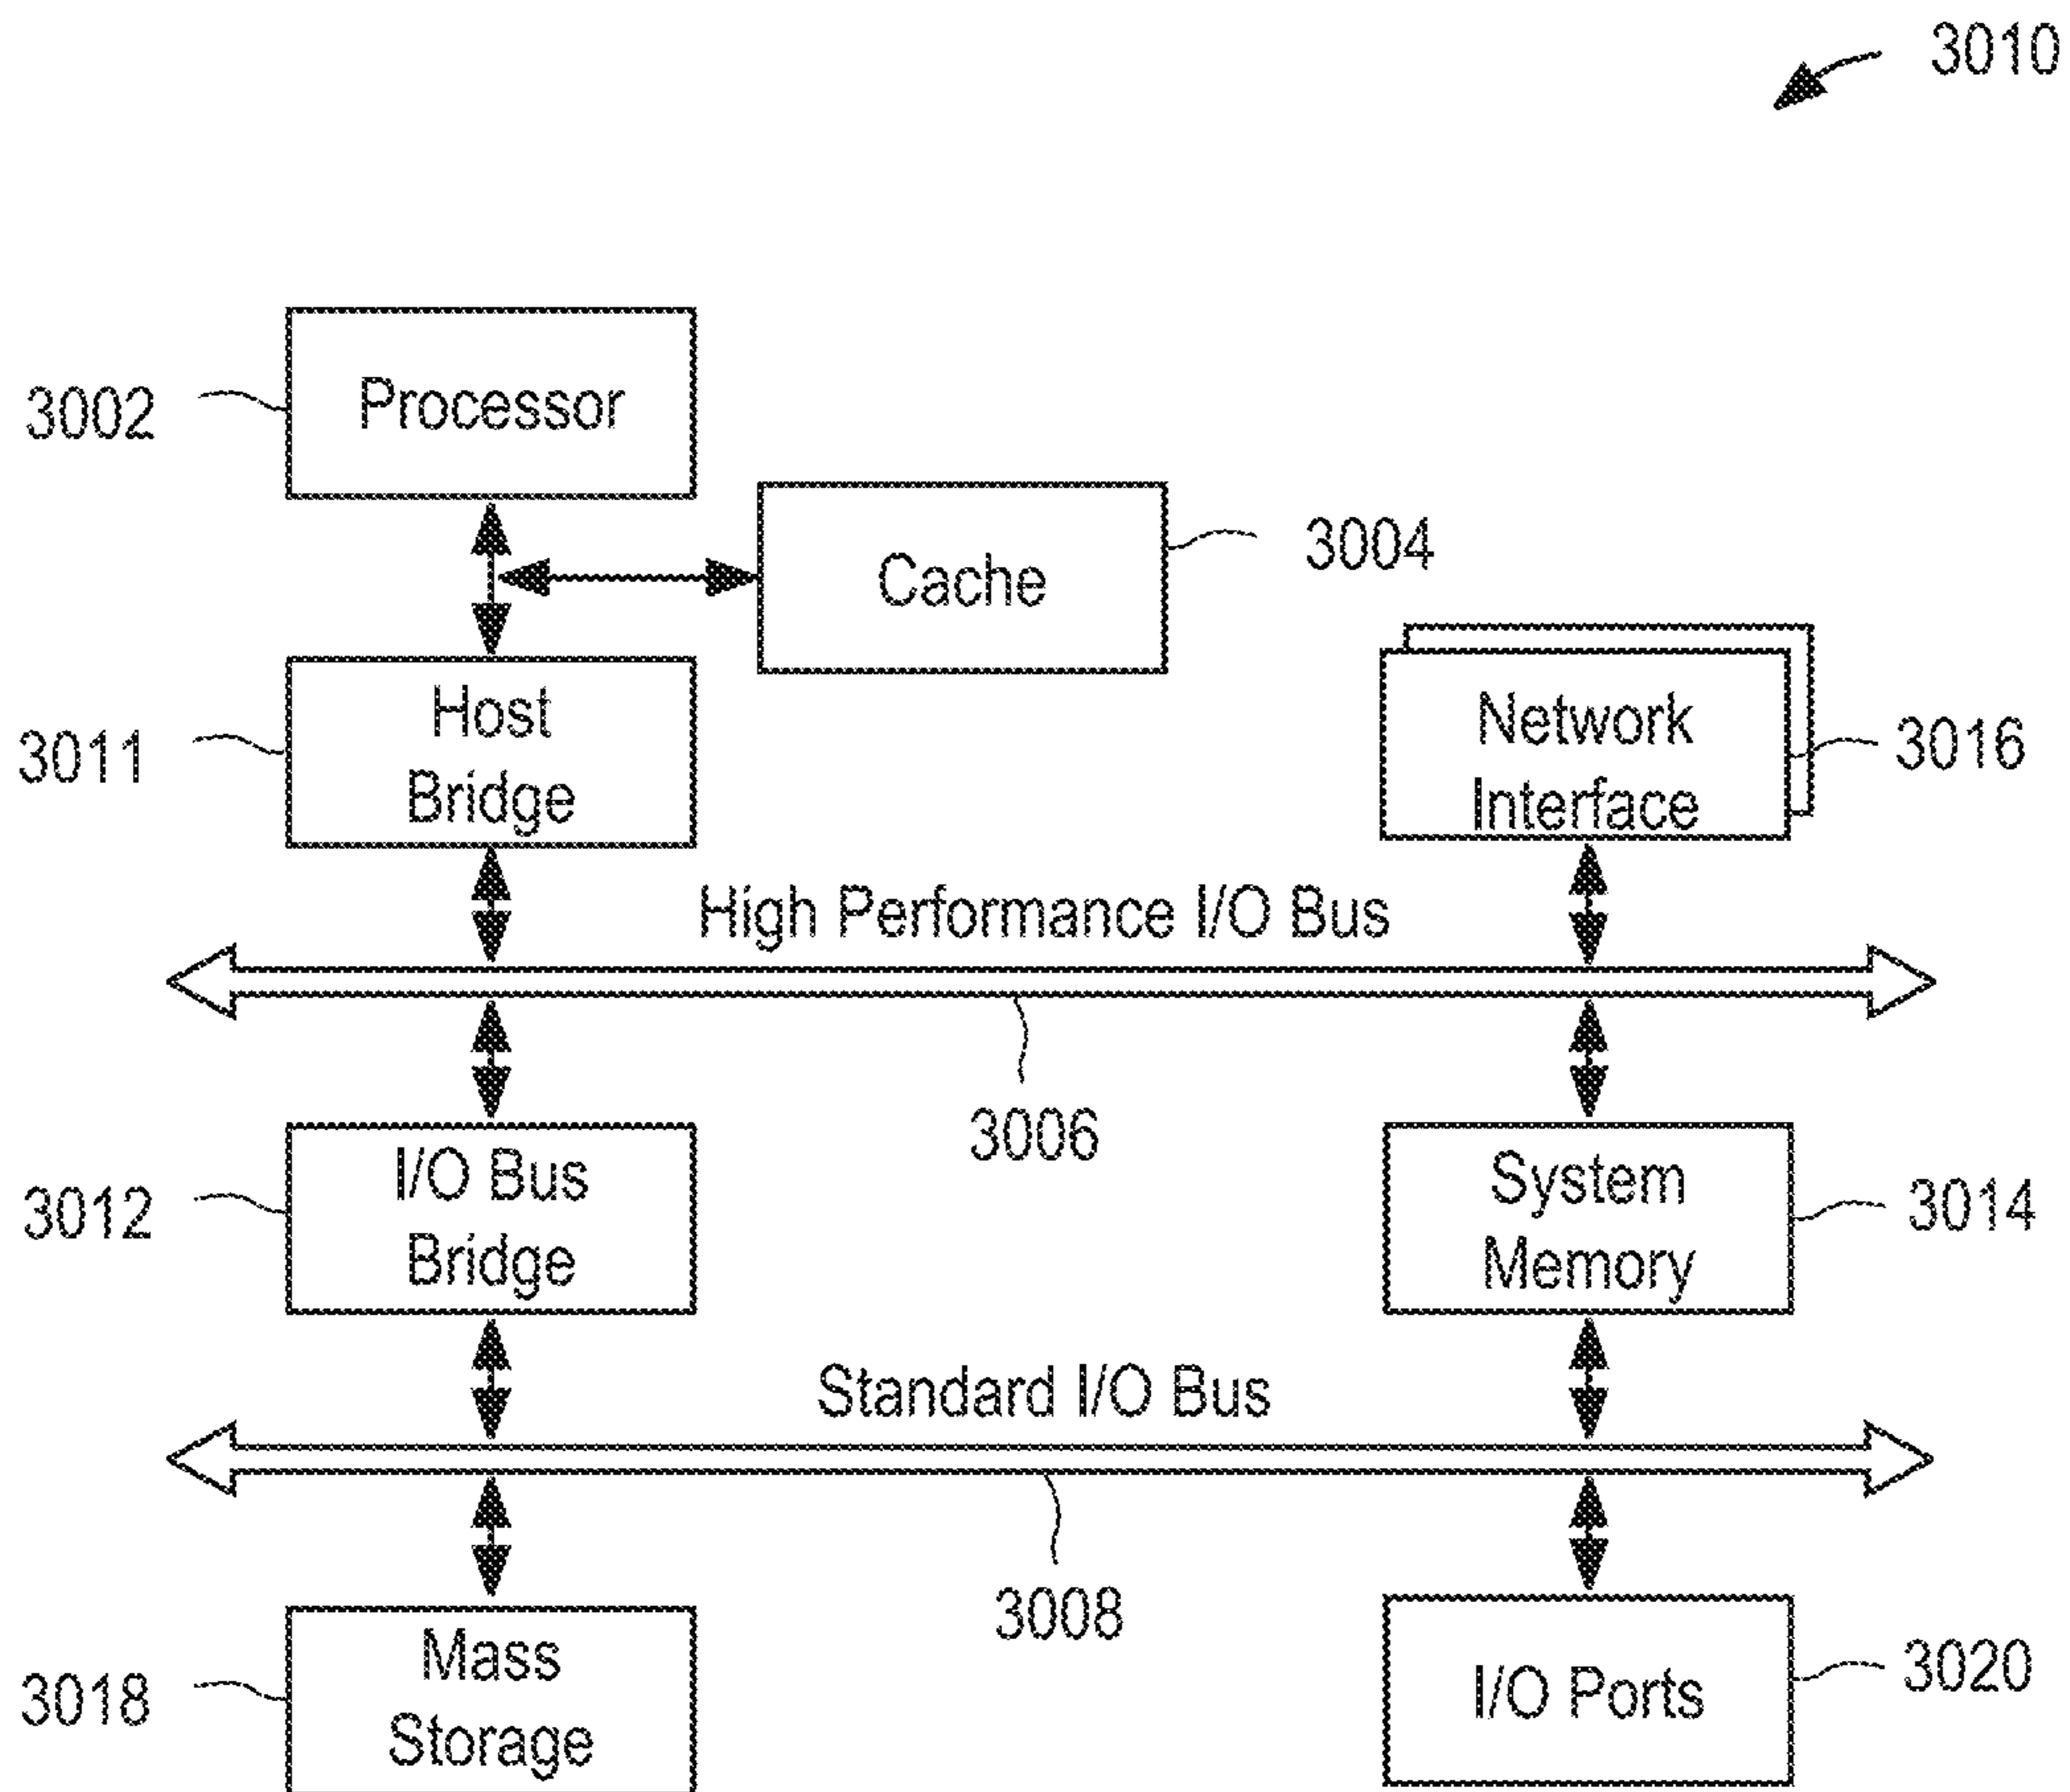 3010
3002
Processor
Cache
3004
3011
Host
Bridge
Network
Interface
3016
High Performance I/O Bus
3006
3012
I/O Bus
Bridge
System
Memory
3014
Standard I/O Bus
3008
3018
Mass
Storage
I/O Ports
3020